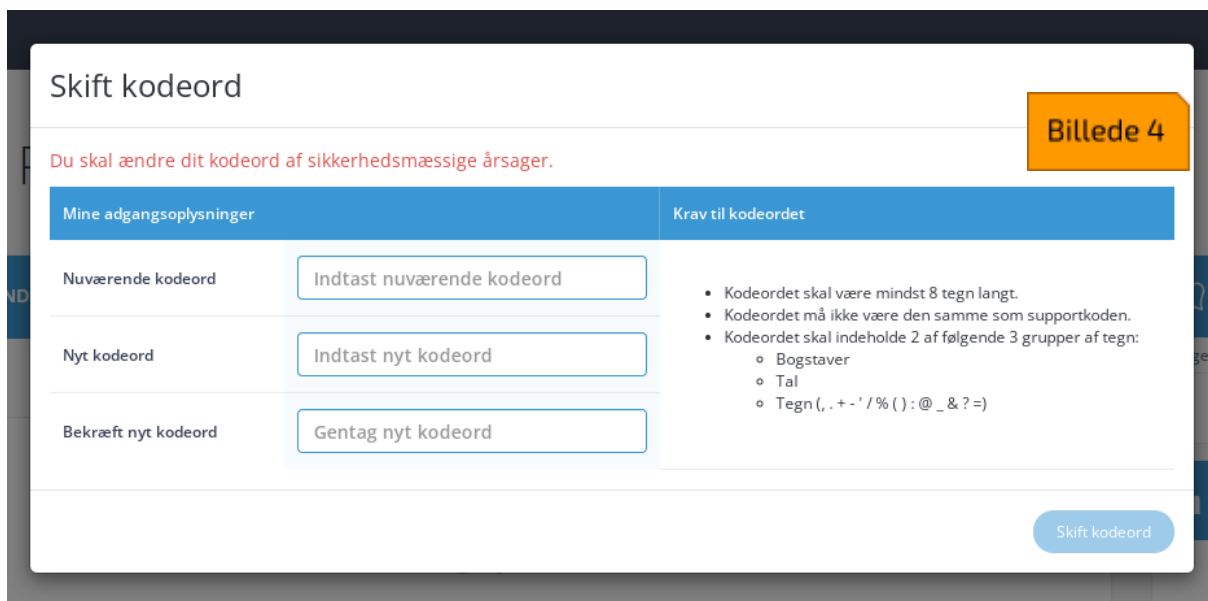 Skift kodeord
Billede 4
Du skal ændre dit kodeord af sikkerhedsmæssige årsager.
Mine adgangsoplysninger
Krav til kodeordet
Nuværende kodeord
Indtast nuværende kodeord
Nyt kodeord
Indtast nyt kodeord
Bekræft nyt kodeord
Gentag nyt kodeord
• Kodeordet skal være mindst 8 tegn langt.
• Kodeordet må ikke være den samme som supportkoden.
• Kodeordet skal indeholde 2 af følgende 3 grupper af tegn:
◦ Bogstaver
◦ Tal
◦ Tegn (, . + - ' / % ( ) : @ _ & ? =)
Skift kodeord